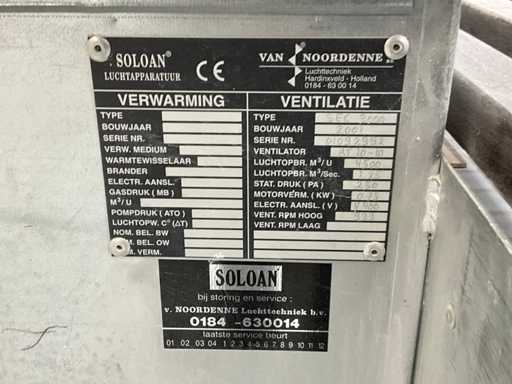 SOLOAN®
LUCHTAPPARATUUR
CE
VAN NOORDENNE
Luchttechniek
Hardinxveld - Holland
0184 - 63 00 14
VERWARMING
TYPE
BOUWJAAR
SERIE NR.
VERW. MEDIUM
WARMTEWISSELAAR
BRANDER
ELECTR. AANSL.
GASDRUK ( MB )
M³/ U
POMPDRUK ( ATO )
LUCHTOPW. C° (ΔT)
NOM. BEL. BW
NOM. BEL. OW
NOM. VERM.
VENTILATIE
TYPE
BOUWJAAR 2001
SERIE NR.
VENTILATOR
LUCHTOPBR. M³/U 4500
LUCHTOPBR. M³/Sec.
STAT. DRUK ( PA ) 250
MOTORVERM. ( KW )
ELECTR. AANSL. ( V )
VENT. RPM HOOG
VENT. RPM LAAG
SOLOAN
bij storing en service :
v. NOORDENNE Luchttechniek b.v.
0184 - 630014
laatste service beurt
01 02 03 04 1 2 3 4 5 6 7 8 9 10 11 12